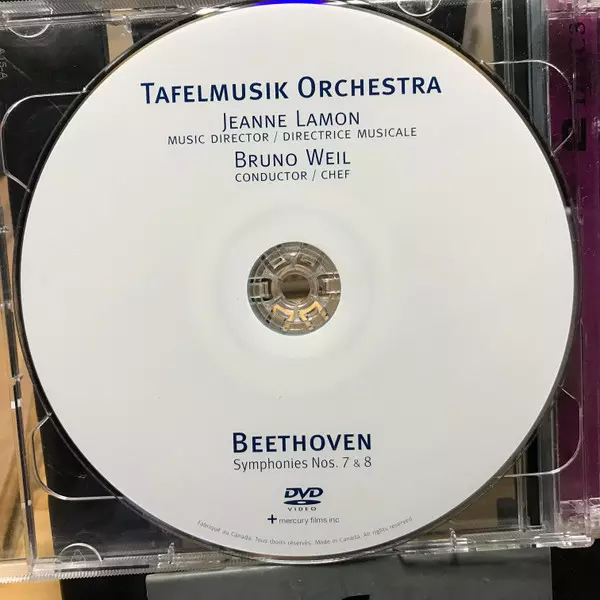 TAFELMUSIK ORCHESTRA
JEANNE LAMON
MUSIC DIRECTOR / DIRECTRICE MUSICALE
BRUNO WEIL
CONDUCTOR / CHEF
BEETHOVEN
Symphonies Nos. 7 & 8
DVD
VIDEO
+ mercury films inc
Fabriqué au Canada. Tous droits réservés. Made in Canada. All rights reserved